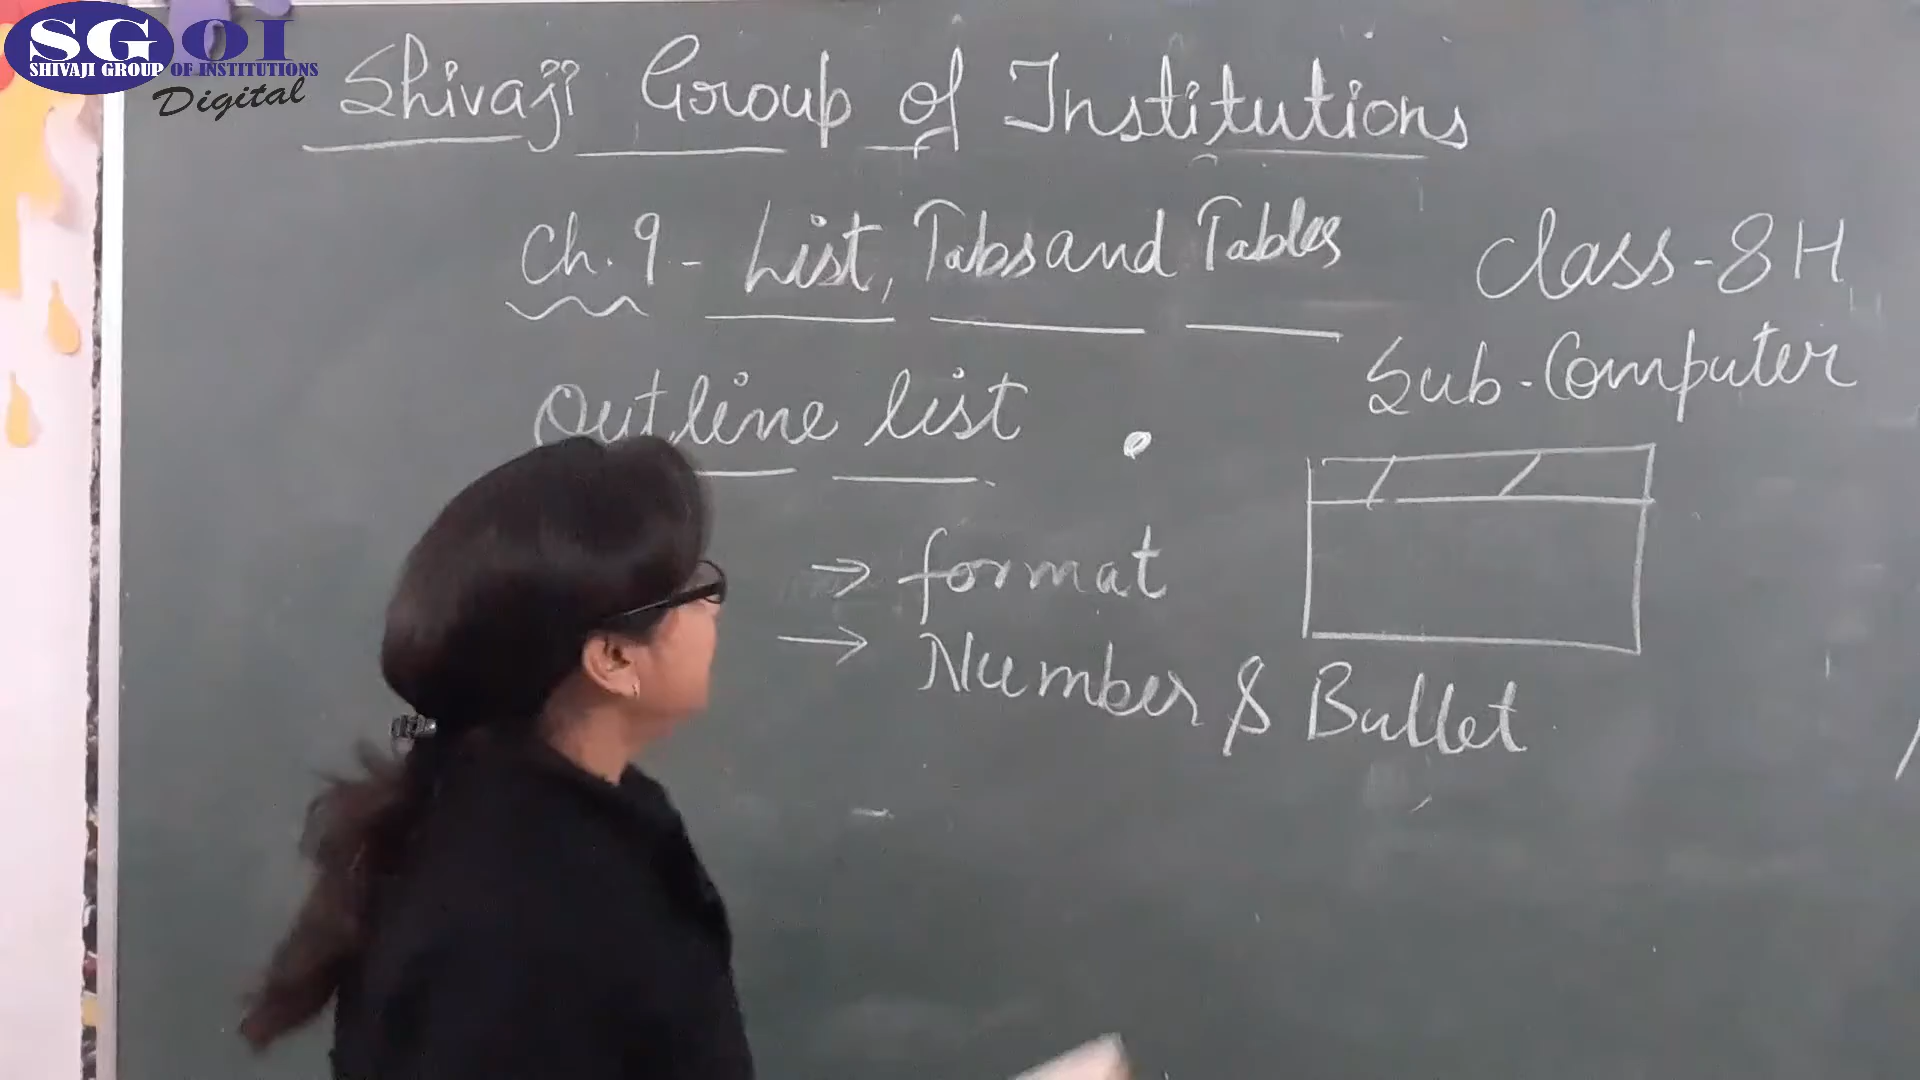 SGOI
SHIVAJI GROUP OF INSTITUTIONS
Digital
Shivaji Group of Institutions
Ch. 9 - List, Tabs and Tables
Class - 8 H
Sub - Computer
Outline list
→ format
→ Number & Bullet